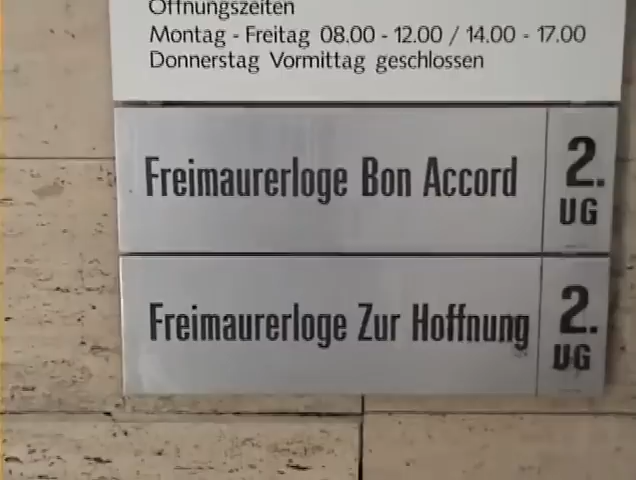 Öffnungszeiten
Montag - Freitag 08.00 - 12.00 / 14.00 - 17.00
Donnerstag Vormittag geschlossen
Freimaurerloge Bon Accord 2. UG
Freimaurerloge Zur Hoffnung 2. UG